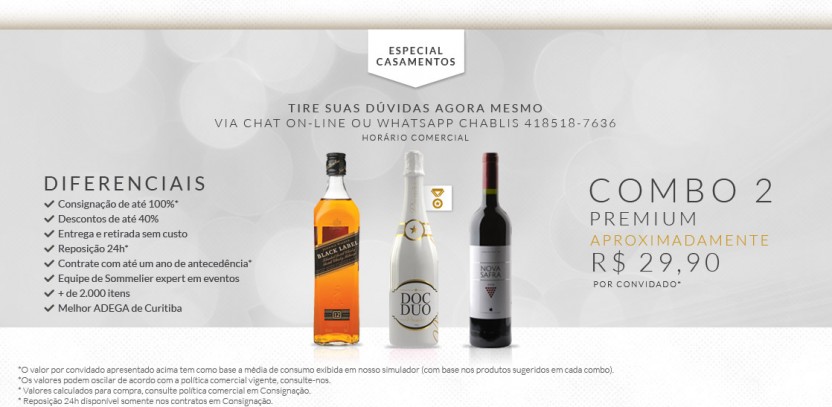 ESPECIAL
CASAMENTOS
TIRE SUAS DÚVIDAS AGORA MESMO
VIA CHAT ON-LINE OU WHATSAPP CHABLIS 418518-7636
HORÁRIO COMERCIAL
DIFERENCIAIS
Consignação de até 100%*
Descontos de até 40%
Entrega e retirada sem custo
Reposição 24h*
Contrate com até um ano de antecedência*
Equipe de Sommelier expert em eventos
+ de 2.000 itens
Melhor ADEGA de Curitiba
BLACK LABEL
12
DOC
DUO
NOVA
SAFRA
COMBO 2
PREMIUM
APROXIMADAMENTE
R$ 29,90
POR CONVIDADO*
*O valor por convidado apresentado acima tem como base a média de consumo exibida em nosso simulador (com base nos produtos sugeridos em cada combo).
*Os valores podem oscilar de acordo com a política comercial vigente, consulte-nos.
* Valores calculados para compra, consulte política comercial em Consignação.
* Reposição 24h disponível somente nos contratos em Consignação.